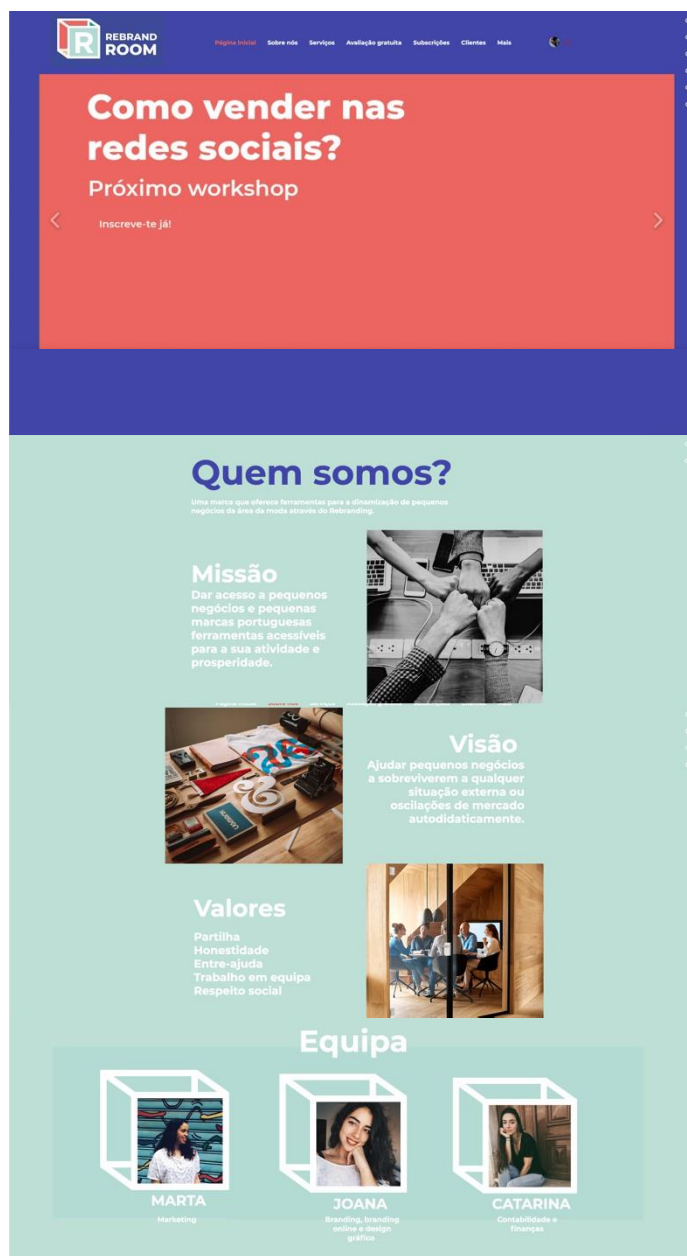 R REBRAND
ROOM
Página Inicial Sobre nós Serviços Avaliação gratuita Subscrições Clientes Mais
Como vender nas
redes sociais?
Próximo workshop
Inscreve-te já!
Quem somos?
Uma marca que oferece ferramentas para a dinamização de pequenos
negócios da área da moda através do Rebranding.
Missão
Dar acesso a pequenos
negócios e pequenas
marcas portuguesas
ferramentas acessíveis
para a sua atividade e
prosperidade.
Visão
Ajudar pequenos negócios
a sobreviverem a qualquer
situação externa ou
oscilações de mercado
autodidaticamente.
Valores
Partilha
Honestidade
Entre-ajuda
Trabalho em equipa
Respeito social
Equipa
MARTA
Marketing
JOANA
Branding, branding
online e design
gráfico
CATARINA
Contabilidade e
finanças